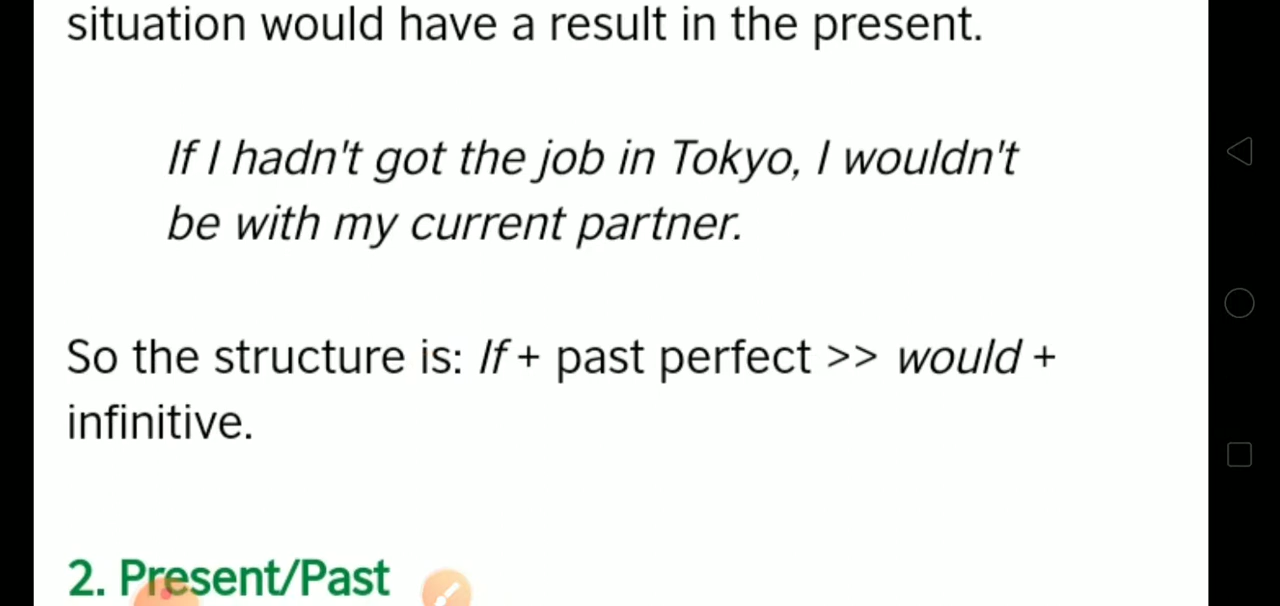 situation would have a result in the present.
If I hadn't got the job in Tokyo, I wouldn't
be with my current partner.
So the structure is: If + past perfect >> would +
infinitive.
2. Present/Past